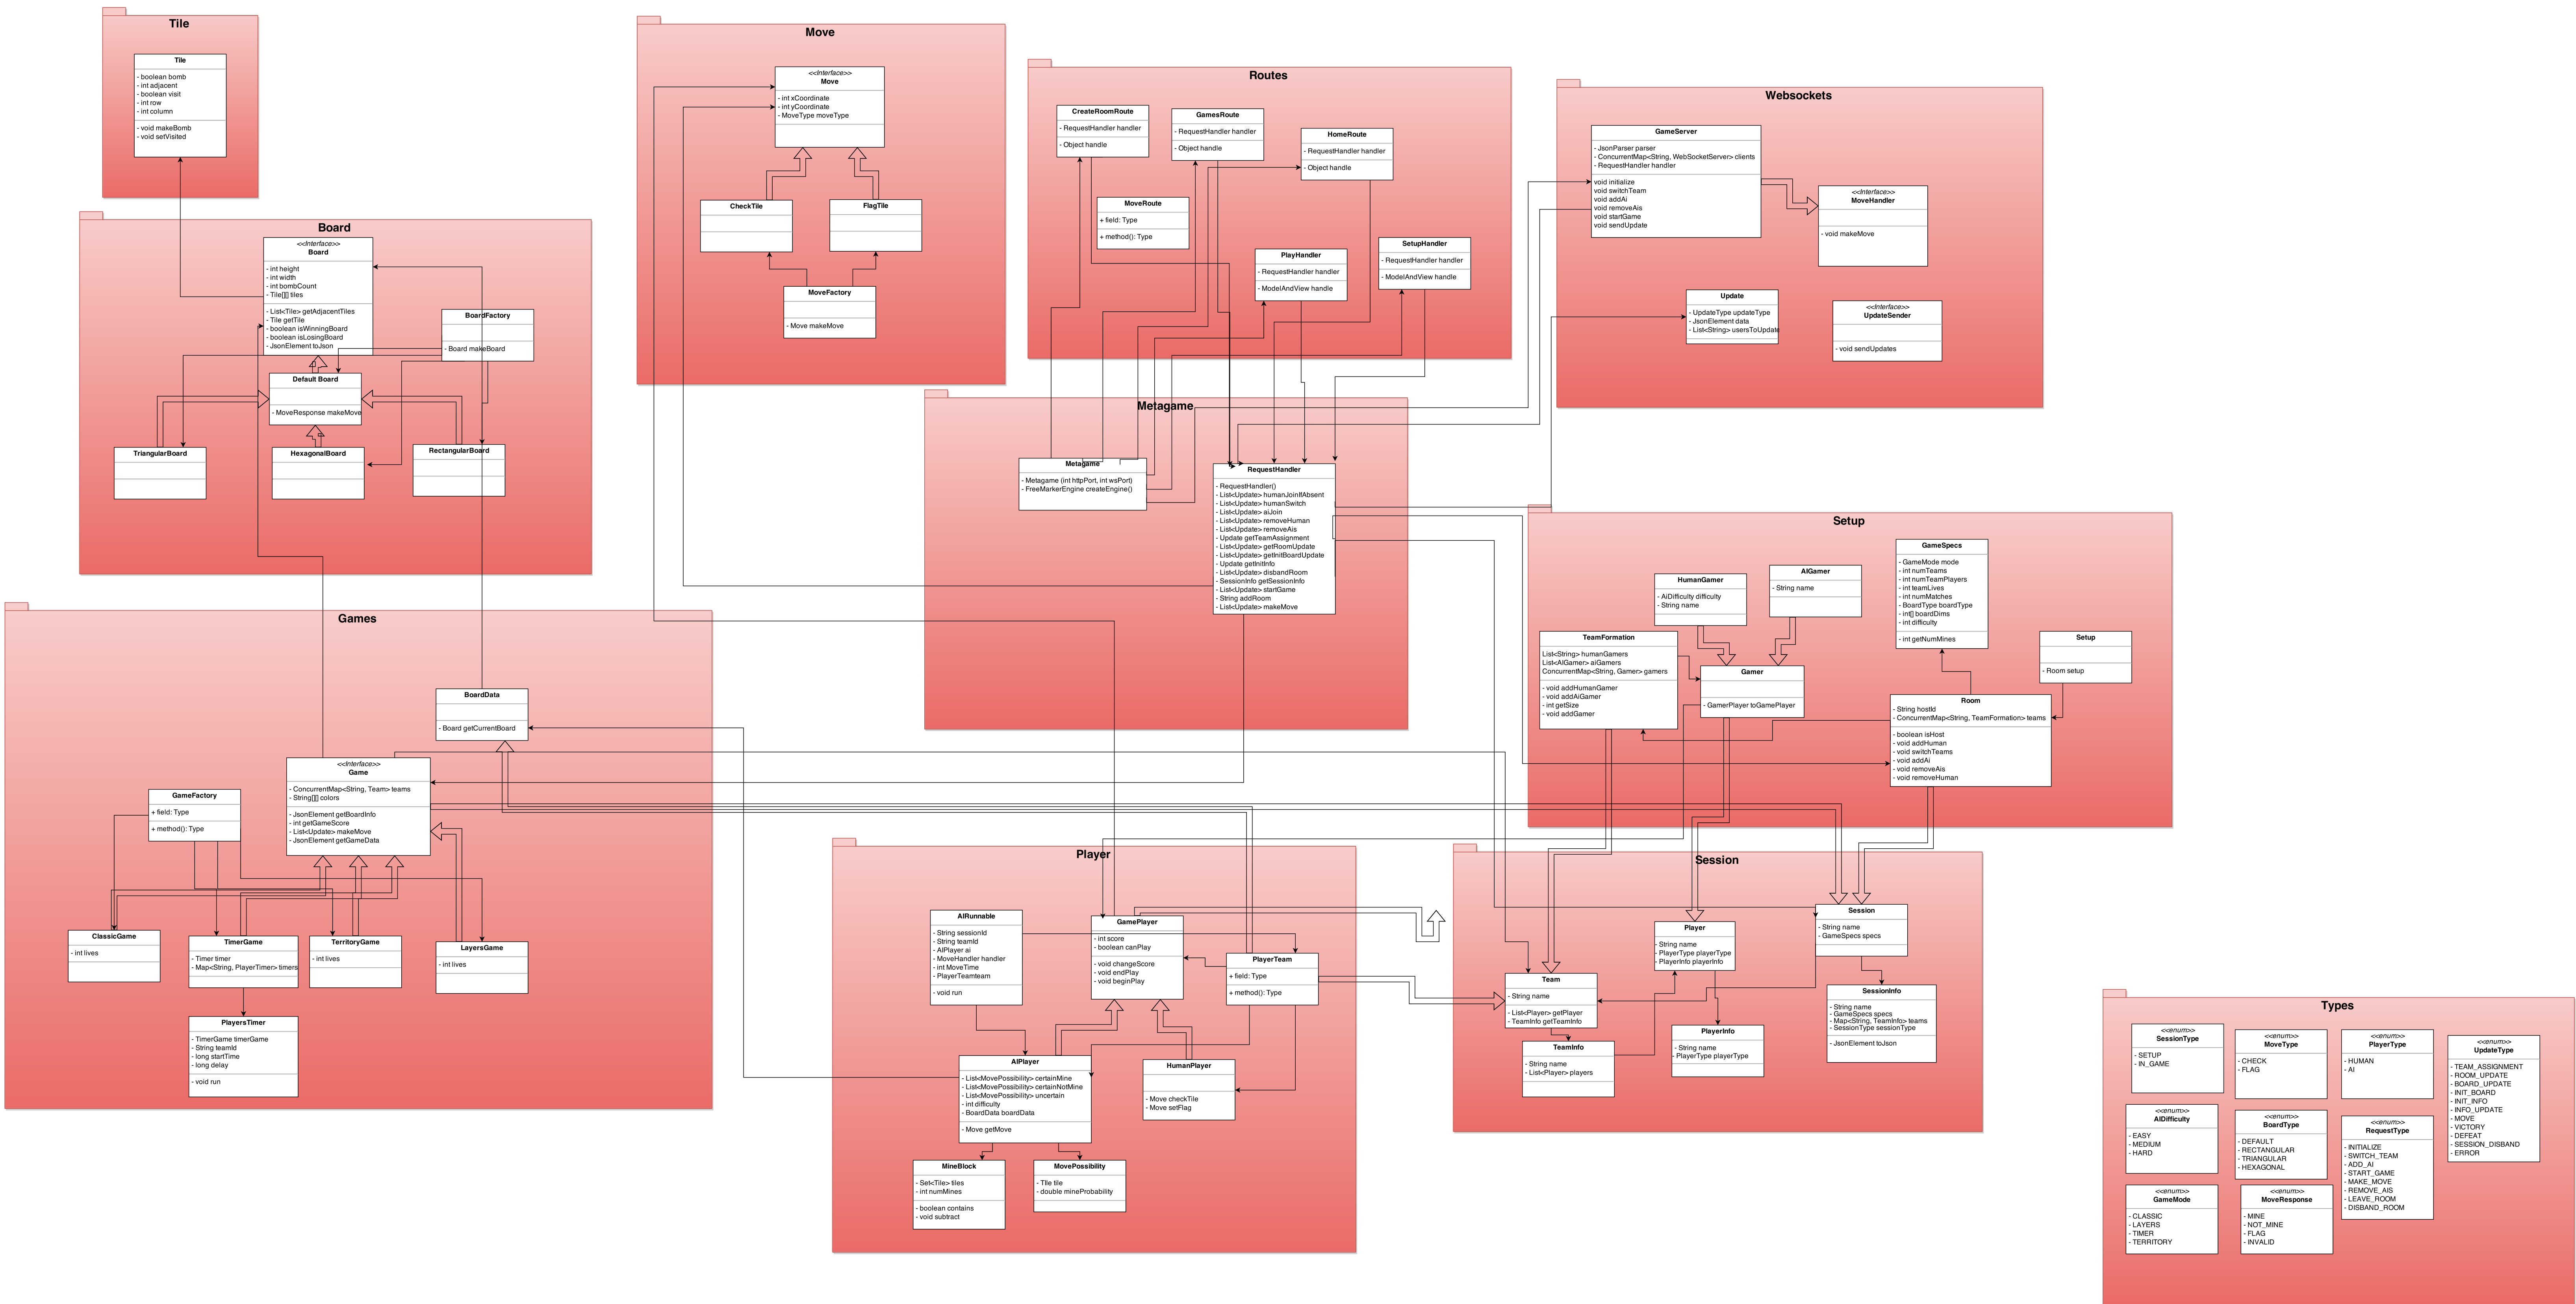 Tile
Tile
- boolean bomb
- int adjacent
- boolean visit
- int row
- int column
- void makeBomb
- void setVisited
Board
<<Interface>>
Board
- int height
- int width
- int bombCount
- Tile[][] tiles
- List<Tile> getAdjacentTiles
- Tile getTile
- boolean isWinningBoard
- boolean isLosingBoard
- JsonElement toJson
BoardFactory
- Board makeBoard
Default Board
- MoveResponse makeMove
TriangularBoard
HexagonalBoard
RectangularBoard
Move
<<Interface>>
Move
- int xCoordinate
- int yCoordinate
- MoveType moveType
CheckTile
FlagTile
MoveFactory
- Move makeMove
Routes
CreateRoomRoute
- RequestHandler handler
- Object handle
GamesRoute
- RequestHandler handler
- Object handle
HomeRoute
- RequestHandler handler
- Object handle
MoveRoute
+ field: Type
+ method(): Type
PlayHandler
- RequestHandler handler
- ModelAndView handle
SetupHandler
- RequestHandler handler
- ModelAndView handle
Websockets
GameServer
- JsonParser parser
- ConcurrentMap<String, WebSocketServer> clients
- RequestHandler handler
void initialize
void switchTeam
void addAi
void removeAis
void startGame
void sendUpdate
<<Interface>>
MoveHandler
- void makeMove
Update
- UpdateType updateType
- JsonElement data
- List<String> usersToUpdate
<<Interface>>
UpdateSender
- void sendUpdates
Metagame
Metagame
- Metagame (int httpPort, int wsPort)
- FreeMarkerEngine createEngine()
RequestHandler
- RequestHandler()
- List<Update> humanJoinIfAbsent
- List<Update> humanSwitch
- List<Update> aiJoin
- List<Update> removeHuman
- List<Update> removeAis
- Update getTeamAssignment
- List<Update> getRoomUpdate
- List<Update> getInitBoardUpdate
- Update getInitInfo
- List<Update> disbandRoom
- SessionInfo getSessionInfo
- List<Update> startGame
- String addRoom
- List<Update> makeMove
Setup
HumanGamer
- AiDifficulty difficulty
- String name
AIGamer
- String name
GameSpecs
- GameMode mode
- int numTeams
- int numTeamPlayers
- int teamLives
- int numMatches
- BoardType boardType
- int[] boardDims
- int difficulty
- int getNumMines
Setup
- Room setup
TeamFormation
List<String> humanGamers
List<AIGamer> aiGamers
ConcurrentMap<String, Gamer> gamers
- void addHumanGamer
- void addAiGamer
- int getSize
- void addGamer
Gamer
- GamerPlayer toGamePlayer
Room
- String hostId
- ConcurrentMap<String, TeamFormation> teams
- boolean isHost
- void addHuman
- void switchTeams
- void addAi
- void removeAis
- void removeHuman
Games
BoardData
- Board getCurrentBoard
<<Interface>>
Game
- ConcurrentMap<String, Team> teams
- String[][] colors
- JsonElement getBoardInfo
- int getGameScore
- List<Update> makeMove
- JsonElement getGameData
GameFactory
+ field: Type
+ method(): Type
ClassicGame
- int lives
TimerGame
- Timer timer
- Map<String, PlayerTimer> timers
TerritoryGame
- int lives
LayersGame
- int lives
PlayersTimer
- TimerGame timerGame
- String teamId
- long startTime
- long delay
- void run
Player
AIRunnable
- String sessionId
- String teamId
- AIPlayer ai
- MoveHandler handler
- int MoveTime
- PlayerTeamteam
- void run
GamePlayer
- int score
- boolean canPlay
- void changeScore
- void endPlay
- void beginPlay
PlayerTeam
+ field: Type
+ method(): Type
AIPlayer
- List<MovePossibility> certainMine
- List<MovePossibility> certainNotMine
- List<MovePossibility> uncertain
- int difficulty
- BoardData boardData
- Move getMove
HumanPlayer
- Move checkTile
- Move setFlag
MineBlock
- Set<Tile> tiles
- int numMines
- boolean contains
- void subtract
MovePossibility
- TIle tile
- double mineProbability
Session
Session
- String name
- GameSpecs specs
Player
- String name
- PlayerType playerType
- PlayerInfo playerInfo
Team
- String name
- List<Player> getPlayer
- TeamInfo getTeamInfo
SessionInfo
- String name
- GameSpecs specs
- Map<String, TeamInfo> teams
- SessionType sessionType
- JsonElement toJson
PlayerInfo
- String name
- PlayerType playerType
TeamInfo
- String name
- List<Player> players
Types
<<enum>>
SessionType
- SETUP
- IN_GAME
<<enum>>
MoveType
- CHECK
- FLAG
<<enum>>
PlayerType
- HUMAN
- AI
<<enum>>
UpdateType
- TEAM_ASSIGNMENT
- ROOM_UPDATE
- BOARD_UPDATE
- INIT_BOARD
- INIT_INFO
- INFO_UPDATE
- MOVE
- VICTORY
- DEFEAT
- SESSION_DISBAND
- ERROR
<<enum>>
AIDifficulty
- EASY
- MEDIUM
- HARD
<<enum>>
BoardType
- DEFAULT
- RECTANGULAR
- TRIANGULAR
- HEXAGONAL
<<enum>>
RequestType
- INITIALIZE
- SWITCH_TEAM
- ADD_AI
- START_GAME
- MAKE_MOVE
- REMOVE_AIS
- LEAVE_ROOM
- DISBAND_ROOM
<<enum>>
GameMode
- CLASSIC
- LAYERS
- TIMER
- TERRITORY
<<enum>>
MoveResponse
- MINE
- NOT_MINE
- FLAG
- INVALID